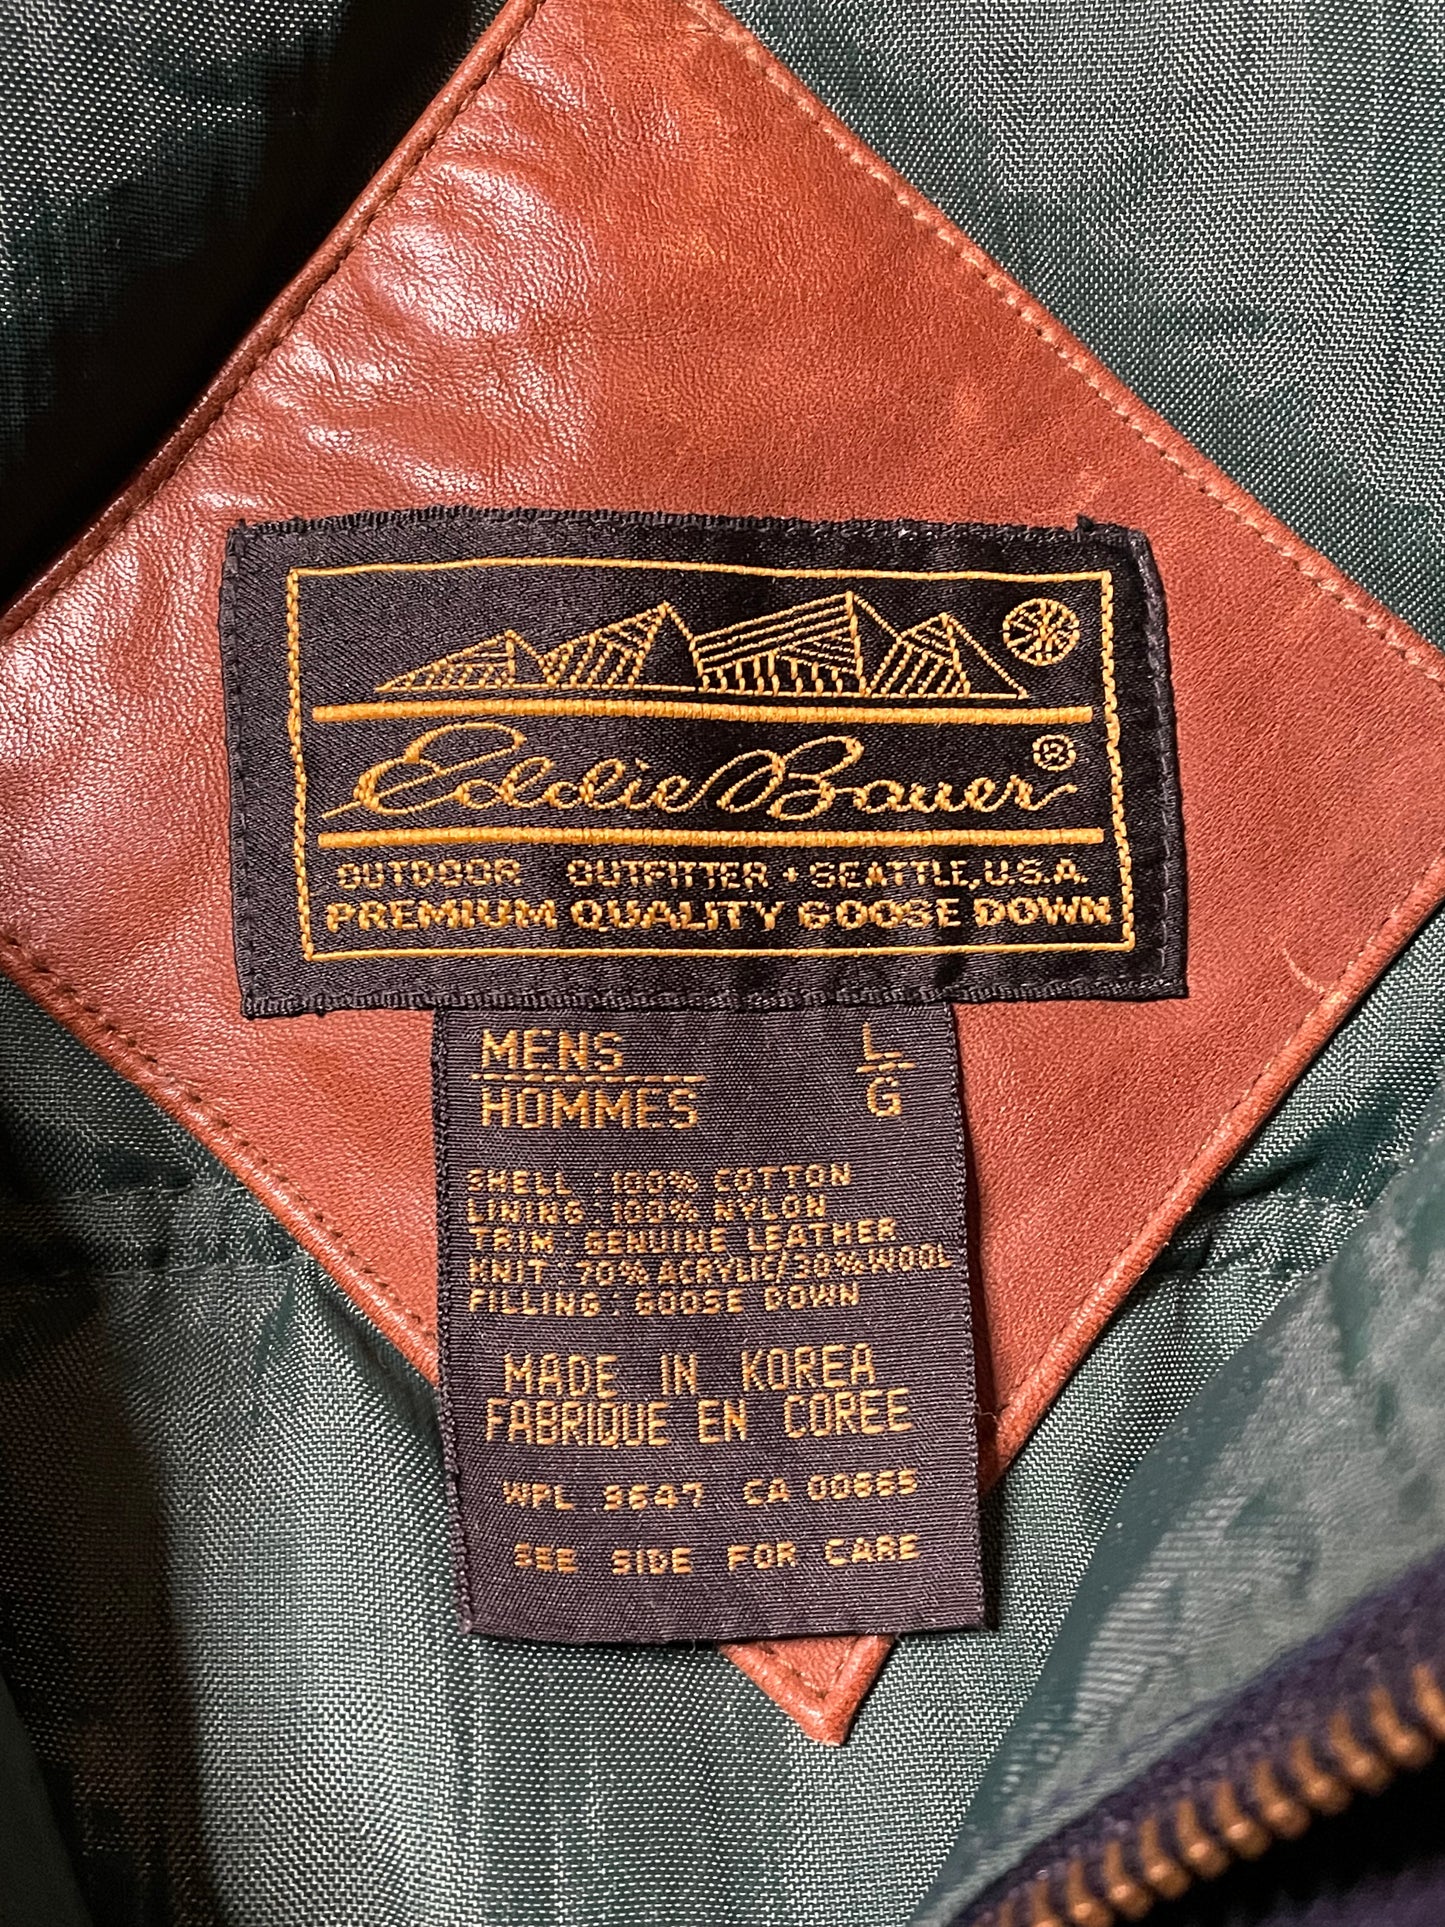 Eddie Bauer®
OUTDOOR OUTFITTER • SEATTLE, U.S.A.
PREMIUM QUALITY GOOSE DOWN
MENS L
HOMMES G
SHELL : 100% COTTON
LINING : 100% NYLON
TRIM : GENUINE LEATHER
KNIT : 70% ACRYLIC/30% WOOL
FILLING : GOOSE DOWN
MADE IN KOREA
FABRIQUE EN COREE
WPL 3647 CA 00865
SEE SIDE FOR CARE